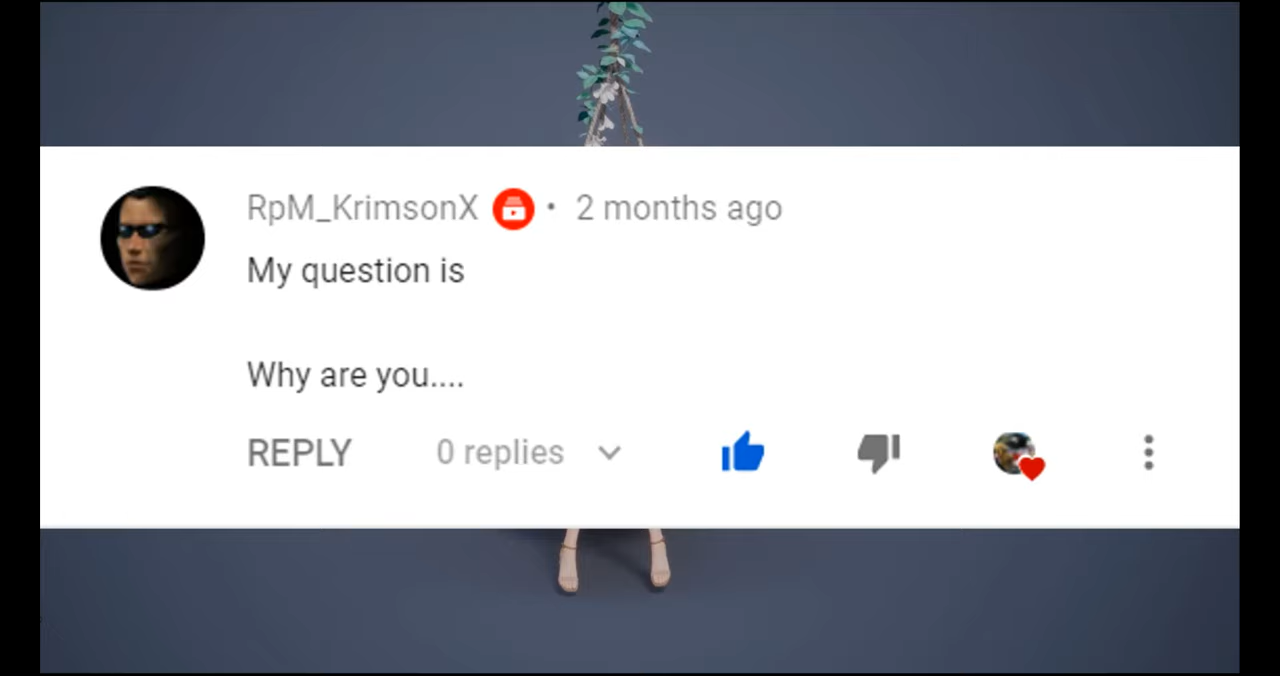 RpM_KrimsonX • 2 months ago
My question is
Why are you....
REPLY 0 replies